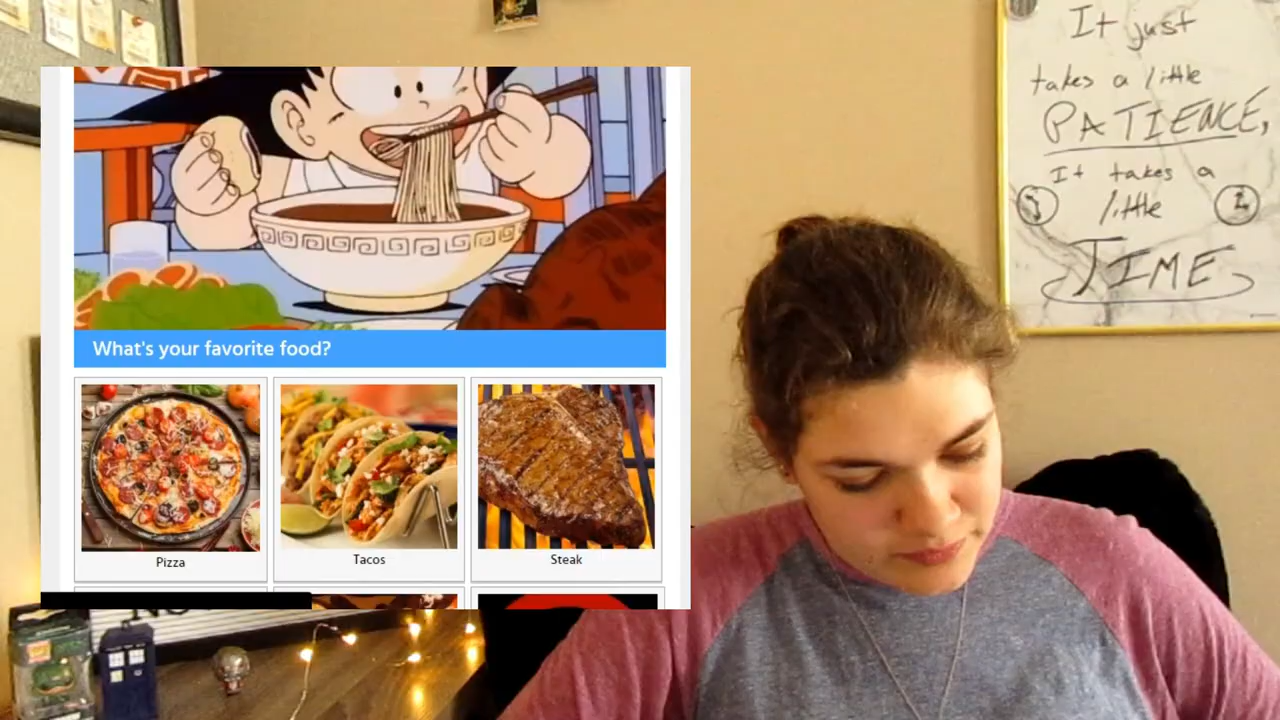 It just
takes a little
PATIENCE,
It takes a
little
TIME
What's your favorite food?
Pizza
Tacos
Steak